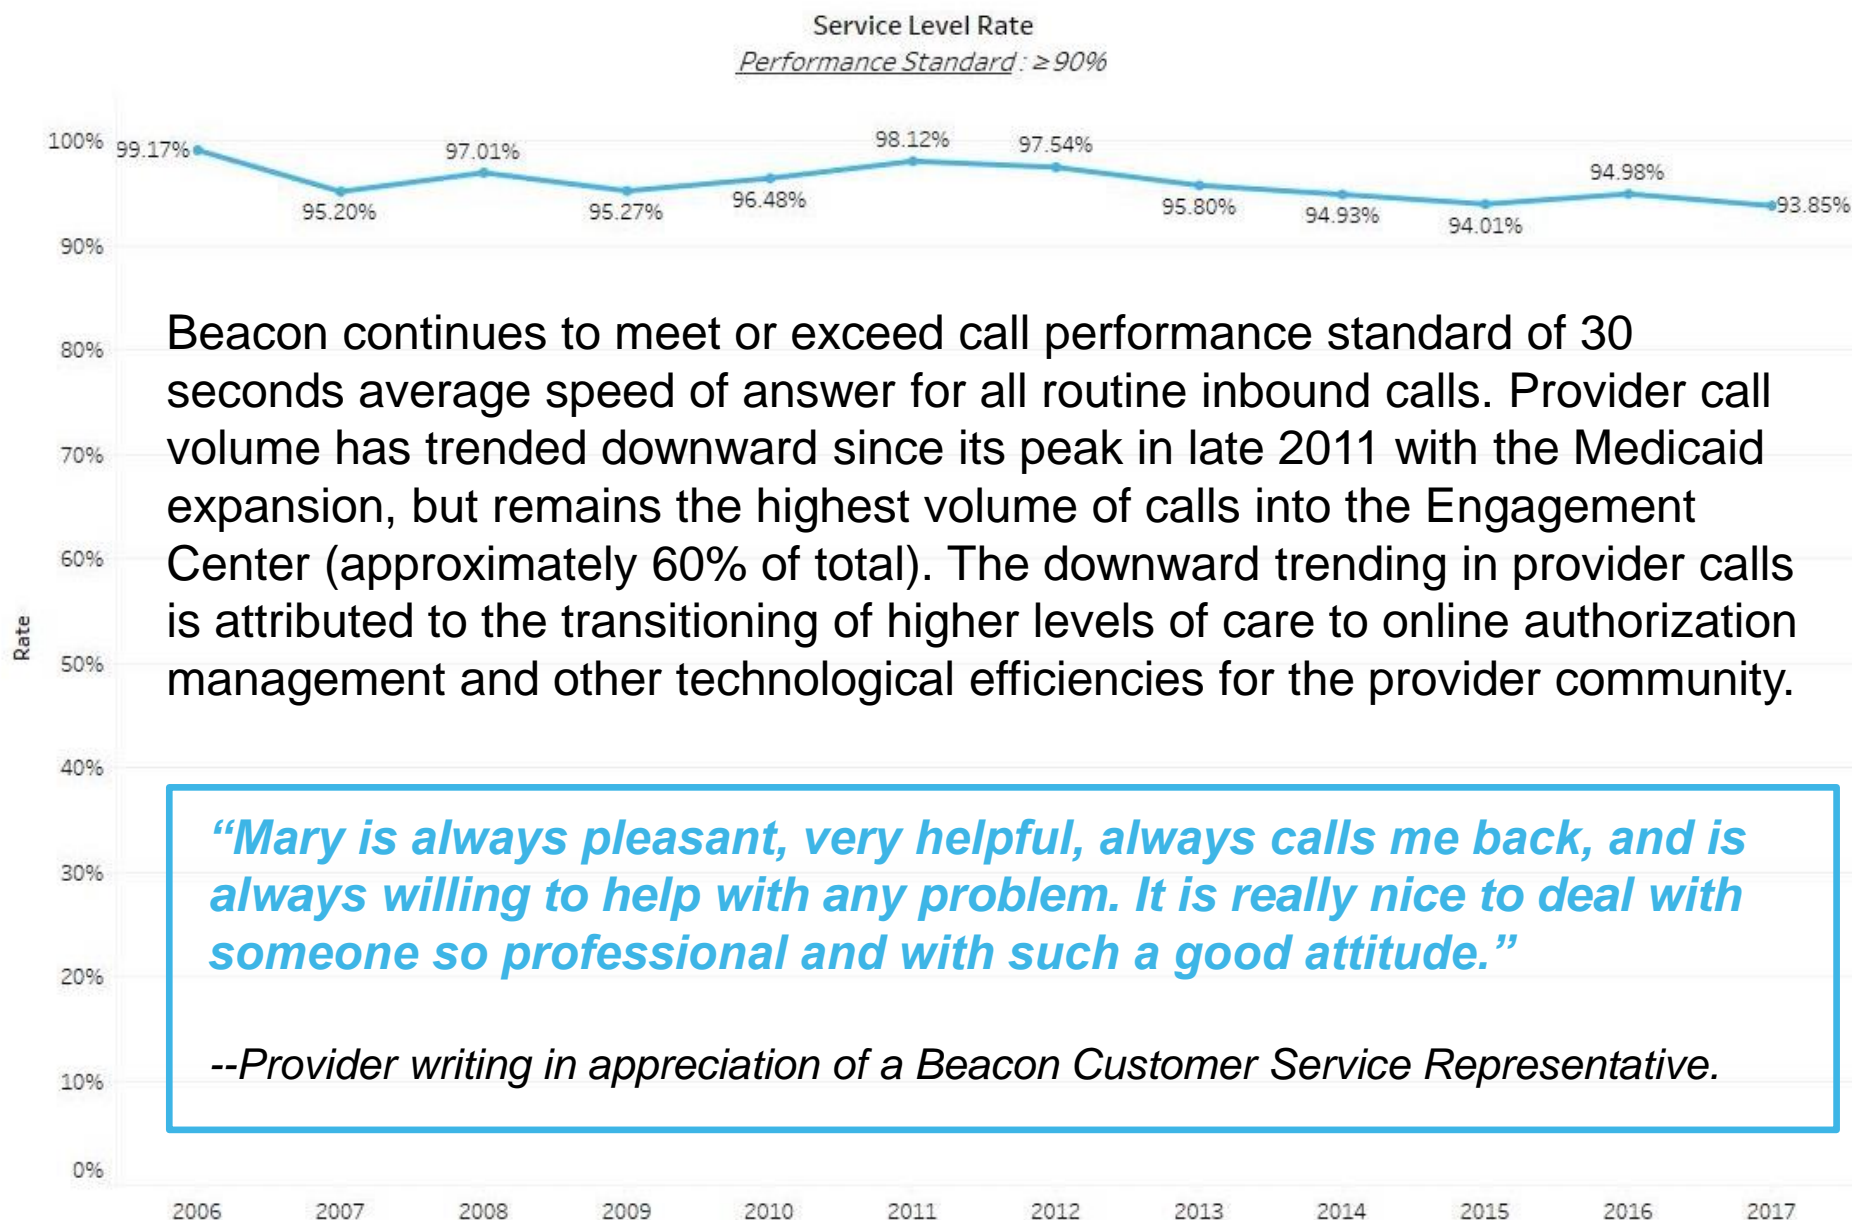 Service Level Rate
Performance Standard: ≥90%
100%
99.17%
95.20%
97.01%
95.27%
96.48%
98.12%
97.54%
95.80%
94.93%
94.01%
94.98%
93.85%
90%
80%
70%
60%
50%
40%
30%
20%
10%
0%
Rate
Beacon continues to meet or exceed call performance standard of 30
seconds average speed of answer for all routine inbound calls. Provider call
volume has trended downward since its peak in late 2011 with the Medicaid
expansion, but remains the highest volume of calls into the Engagement
Center (approximately 60% of total). The downward trending in provider calls
is attributed to the transitioning of higher levels of care to online authorization
management and other technological efficiencies for the provider community.
“Mary is always pleasant, very helpful, always calls me back, and is
always willing to help with any problem. It is really nice to deal with
someone so professional and with such a good attitude.”
--Provider writing in appreciation of a Beacon Customer Service Representative.
2006 2007 2008 2009 2010 2011 2012 2013 2014 2015 2016 2017